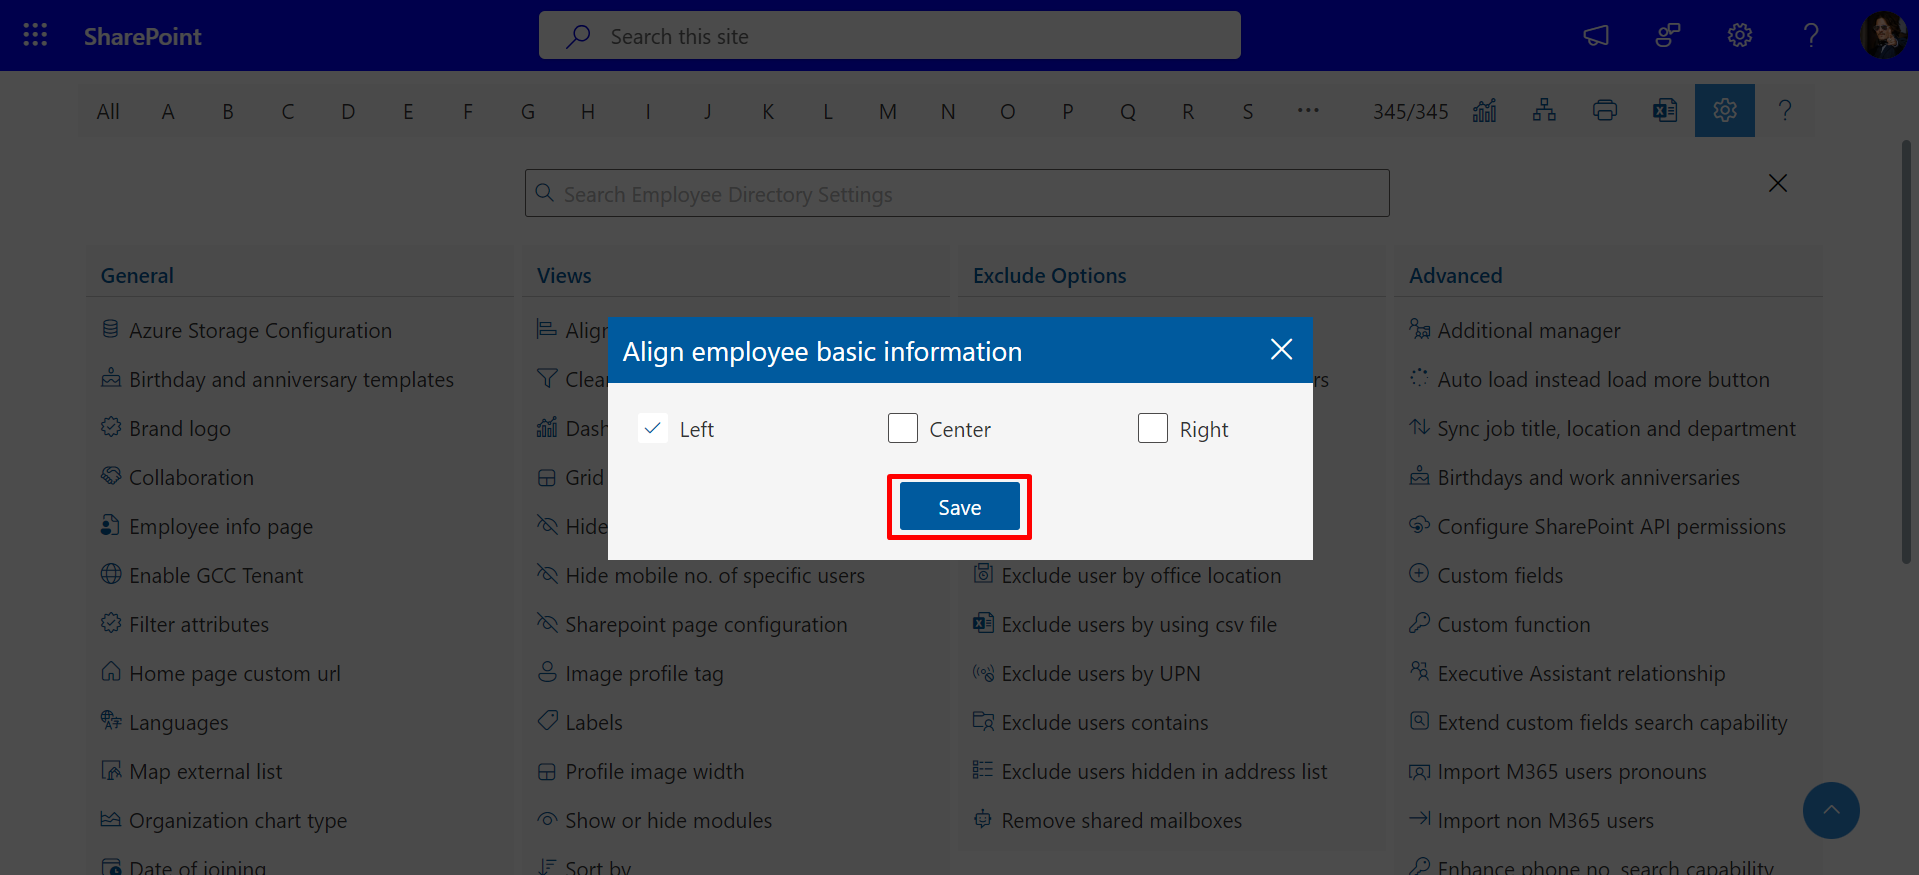 SharePoint
Search this site
?
All A B C D E F G H I J K L M N O P Q R S ... 345/345 ?
Search Employee Directory Settings
General
Azure Storage Configuration
Birthday and anniversary templates
Brand logo
Collaboration
Employee info page
Enable GCC Tenant
Filter attributes
Home page custom url
Languages
Map external list
Organization chart type
Date of joining
Views
Align
Clea
Dash
Grid
Hide
Hide mobile no. of specific users
Sharepoint page configuration
Image profile tag
Labels
Profile image width
Show or hide modules
Sort by
Exclude Options
rs
Exclude user by office location
Exclude users by using csv file
Exclude users by UPN
Exclude users contains
Exclude users hidden in address list
Remove shared mailboxes
Advanced
Additional manager
Auto load instead load more button
Sync job title, location and department
Birthdays and work anniversaries
Configure SharePoint API permissions
Custom fields
Custom function
Executive Assistant relationship
Extend custom fields search capability
Import M365 users pronouns
Import non M365 users
Enhance phone no. search capability
Align employee basic information
Left Center Right
Save